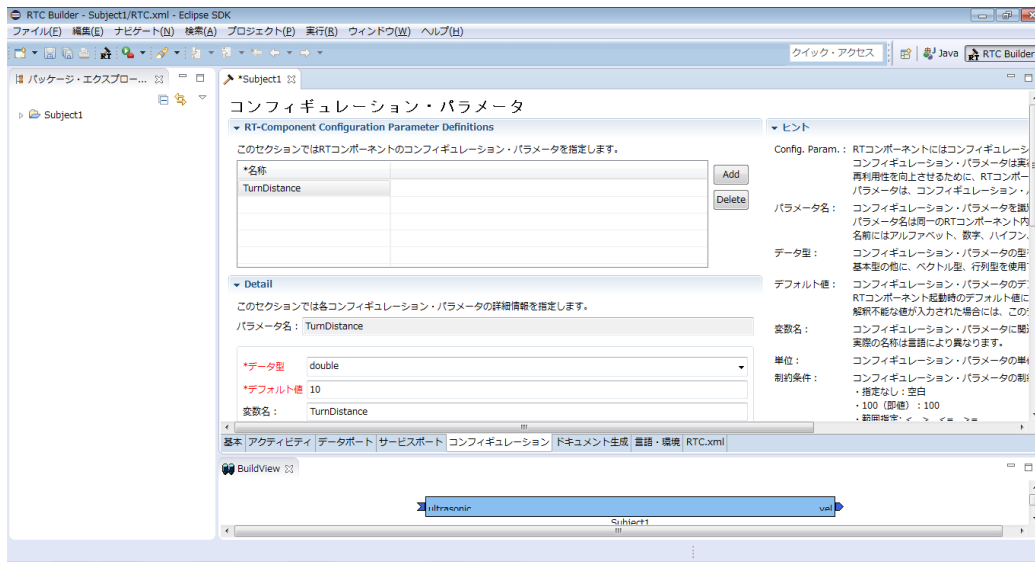 RTC Builder - Subject1/RTC.xml - Eclipse SDK
ファイル(F) 編集(E) ナビゲート(N) 検索(A) プロジェクト(P) 実行(R) ウィンドウ(W) ヘルプ(H)
クイック・アクセス Java RTC Builder
パッケージ・エクスプロー...
Subject1
*Subject1
コンフィギュレーション・パラメータ
RT-Component Configuration Parameter Definitions
このセクションではRTコンポーネントのコンフィギュレーション・パラメータを指定します。
*名称
TurnDistance
Add
Delete
Detail
このセクションでは各コンフィギュレーション・パラメータの詳細情報を指定します。
パラメータ名： TurnDistance
*データ型 double
*デフォルト値 10
変数名： TurnDistance
ヒント
Config. Param.： RTコンポーネントにはコンフィギュレーシ
コンフィギュレーション・パラメータは実
再利用性を向上させるために、RTコンポー
パラメータは、コンフィギュレーション・
パラメータ名： コンフィギュレーション・パラメータを識
パラメータ名は同一のRTコンポーネント内
名前にはアルファベット、数字、ハイフン、
データ型： コンフィギュレーション・パラメータの型
基本型の他に、ベクトル型、行列型を使用
デフォルト値： コンフィギュレーション・パラメータのデ
RTコンポーネント起動時のデフォルト値に
解釈不能な値が入力された場合には、この
変数名： コンフィギュレーション・パラメータに関
実際の名称は言語により異なります。
単位： コンフィギュレーション・パラメータの単
制約条件： コンフィギュレーション・パラメータの制
・指定なし：空白
・100（即値）：100
・範囲指定: <, >, <=, >=
基本 アクティビティ データポート サービスポート コンフィギュレーション ドキュメント生成 言語・環境 RTC.xml
BuildView
ultrasonic vel
Subject1